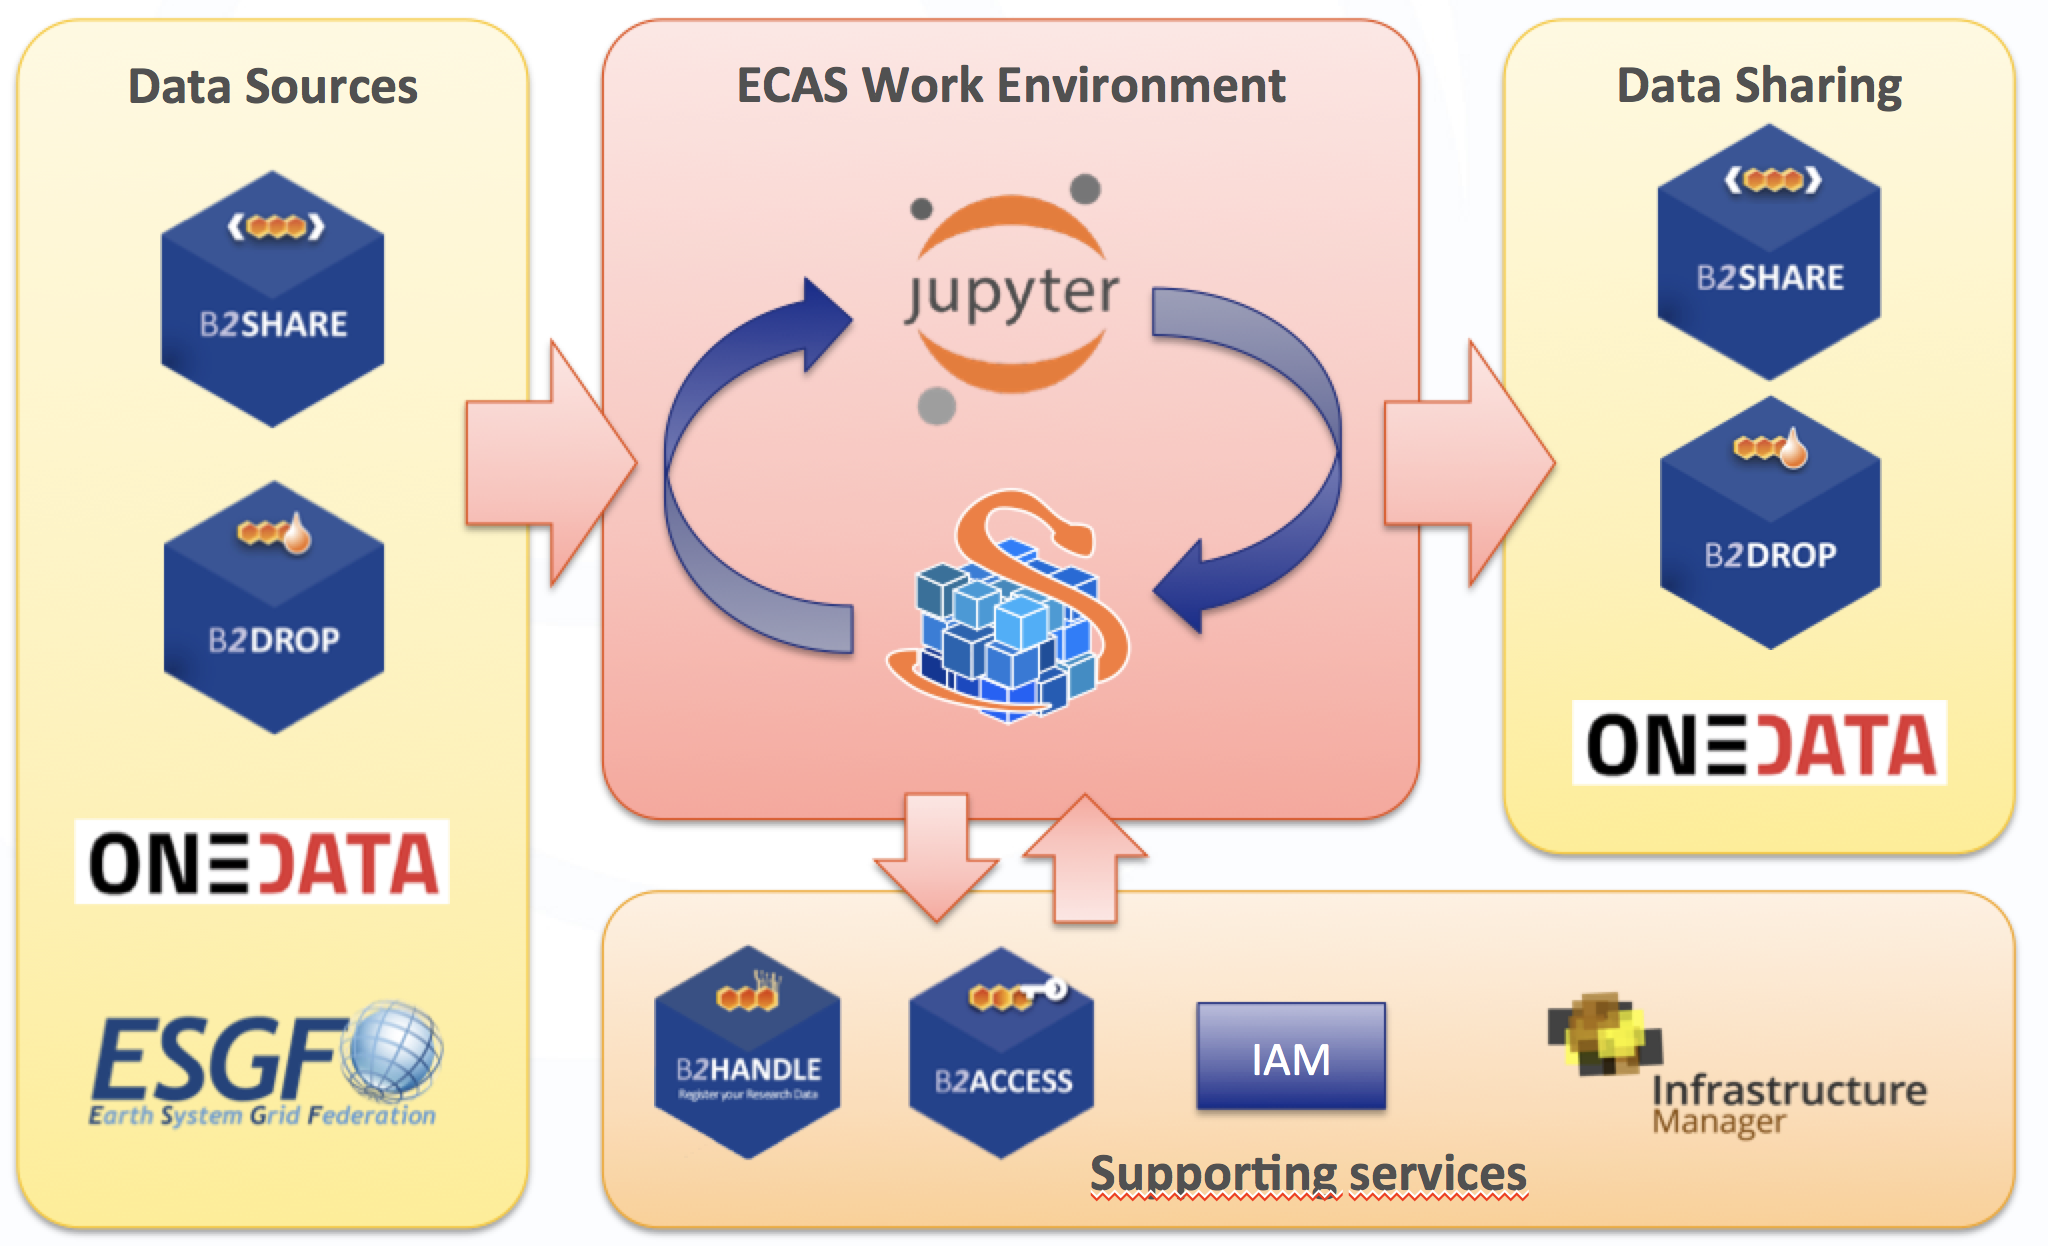 Data Sources
B2SHARE
B2DROP
ONEDATA
ESGF
Earth System Grid Federation
ECAS Work Environment
jupyter
Data Sharing
B2SHARE
B2DROP
ONEDATA
B2HANDLE
Register your Research Data
B2ACCESS
IAM
Infrastructure
Manager
Supporting services